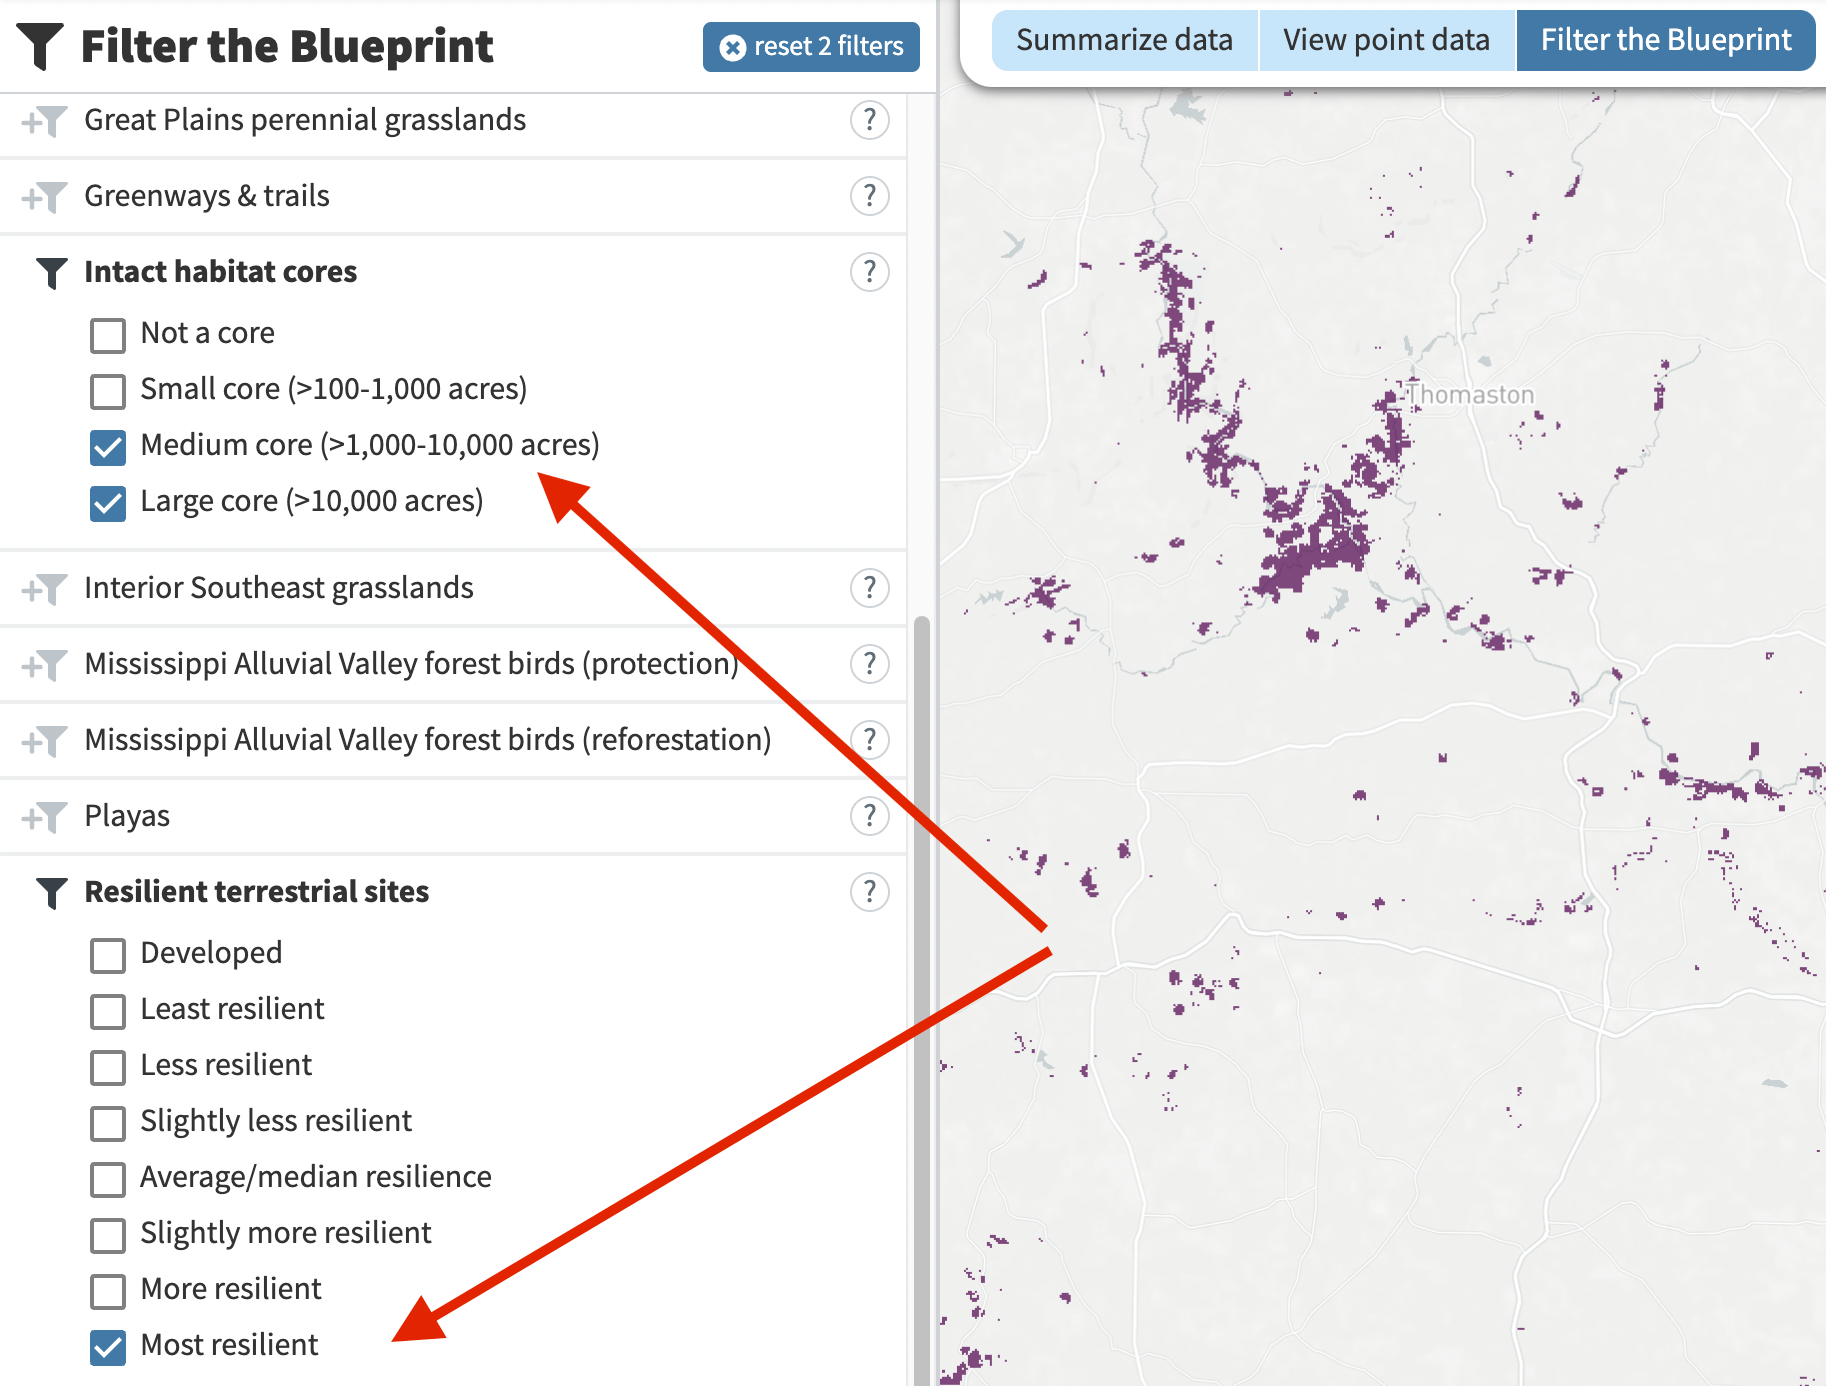 Filter the Blueprint
reset 2 filters
Great Plains perennial grasslands
?
Greenways & trails
?
Intact habitat cores
?
Not a core
Small core (>100-1,000 acres)
Medium core (>1,000-10,000 acres)
Large core (>10,000 acres)
Interior Southeast grasslands
?
Mississippi Alluvial Valley forest birds (protection)
?
Mississippi Alluvial Valley forest birds (reforestation)
?
Playas
?
Resilient terrestrial sites
?
Developed
Least resilient
Less resilient
Slightly less resilient
Average/median resilience
Slightly more resilient
More resilient
Most resilient
Summarize data
View point data
Filter the Blueprint
Thomaston